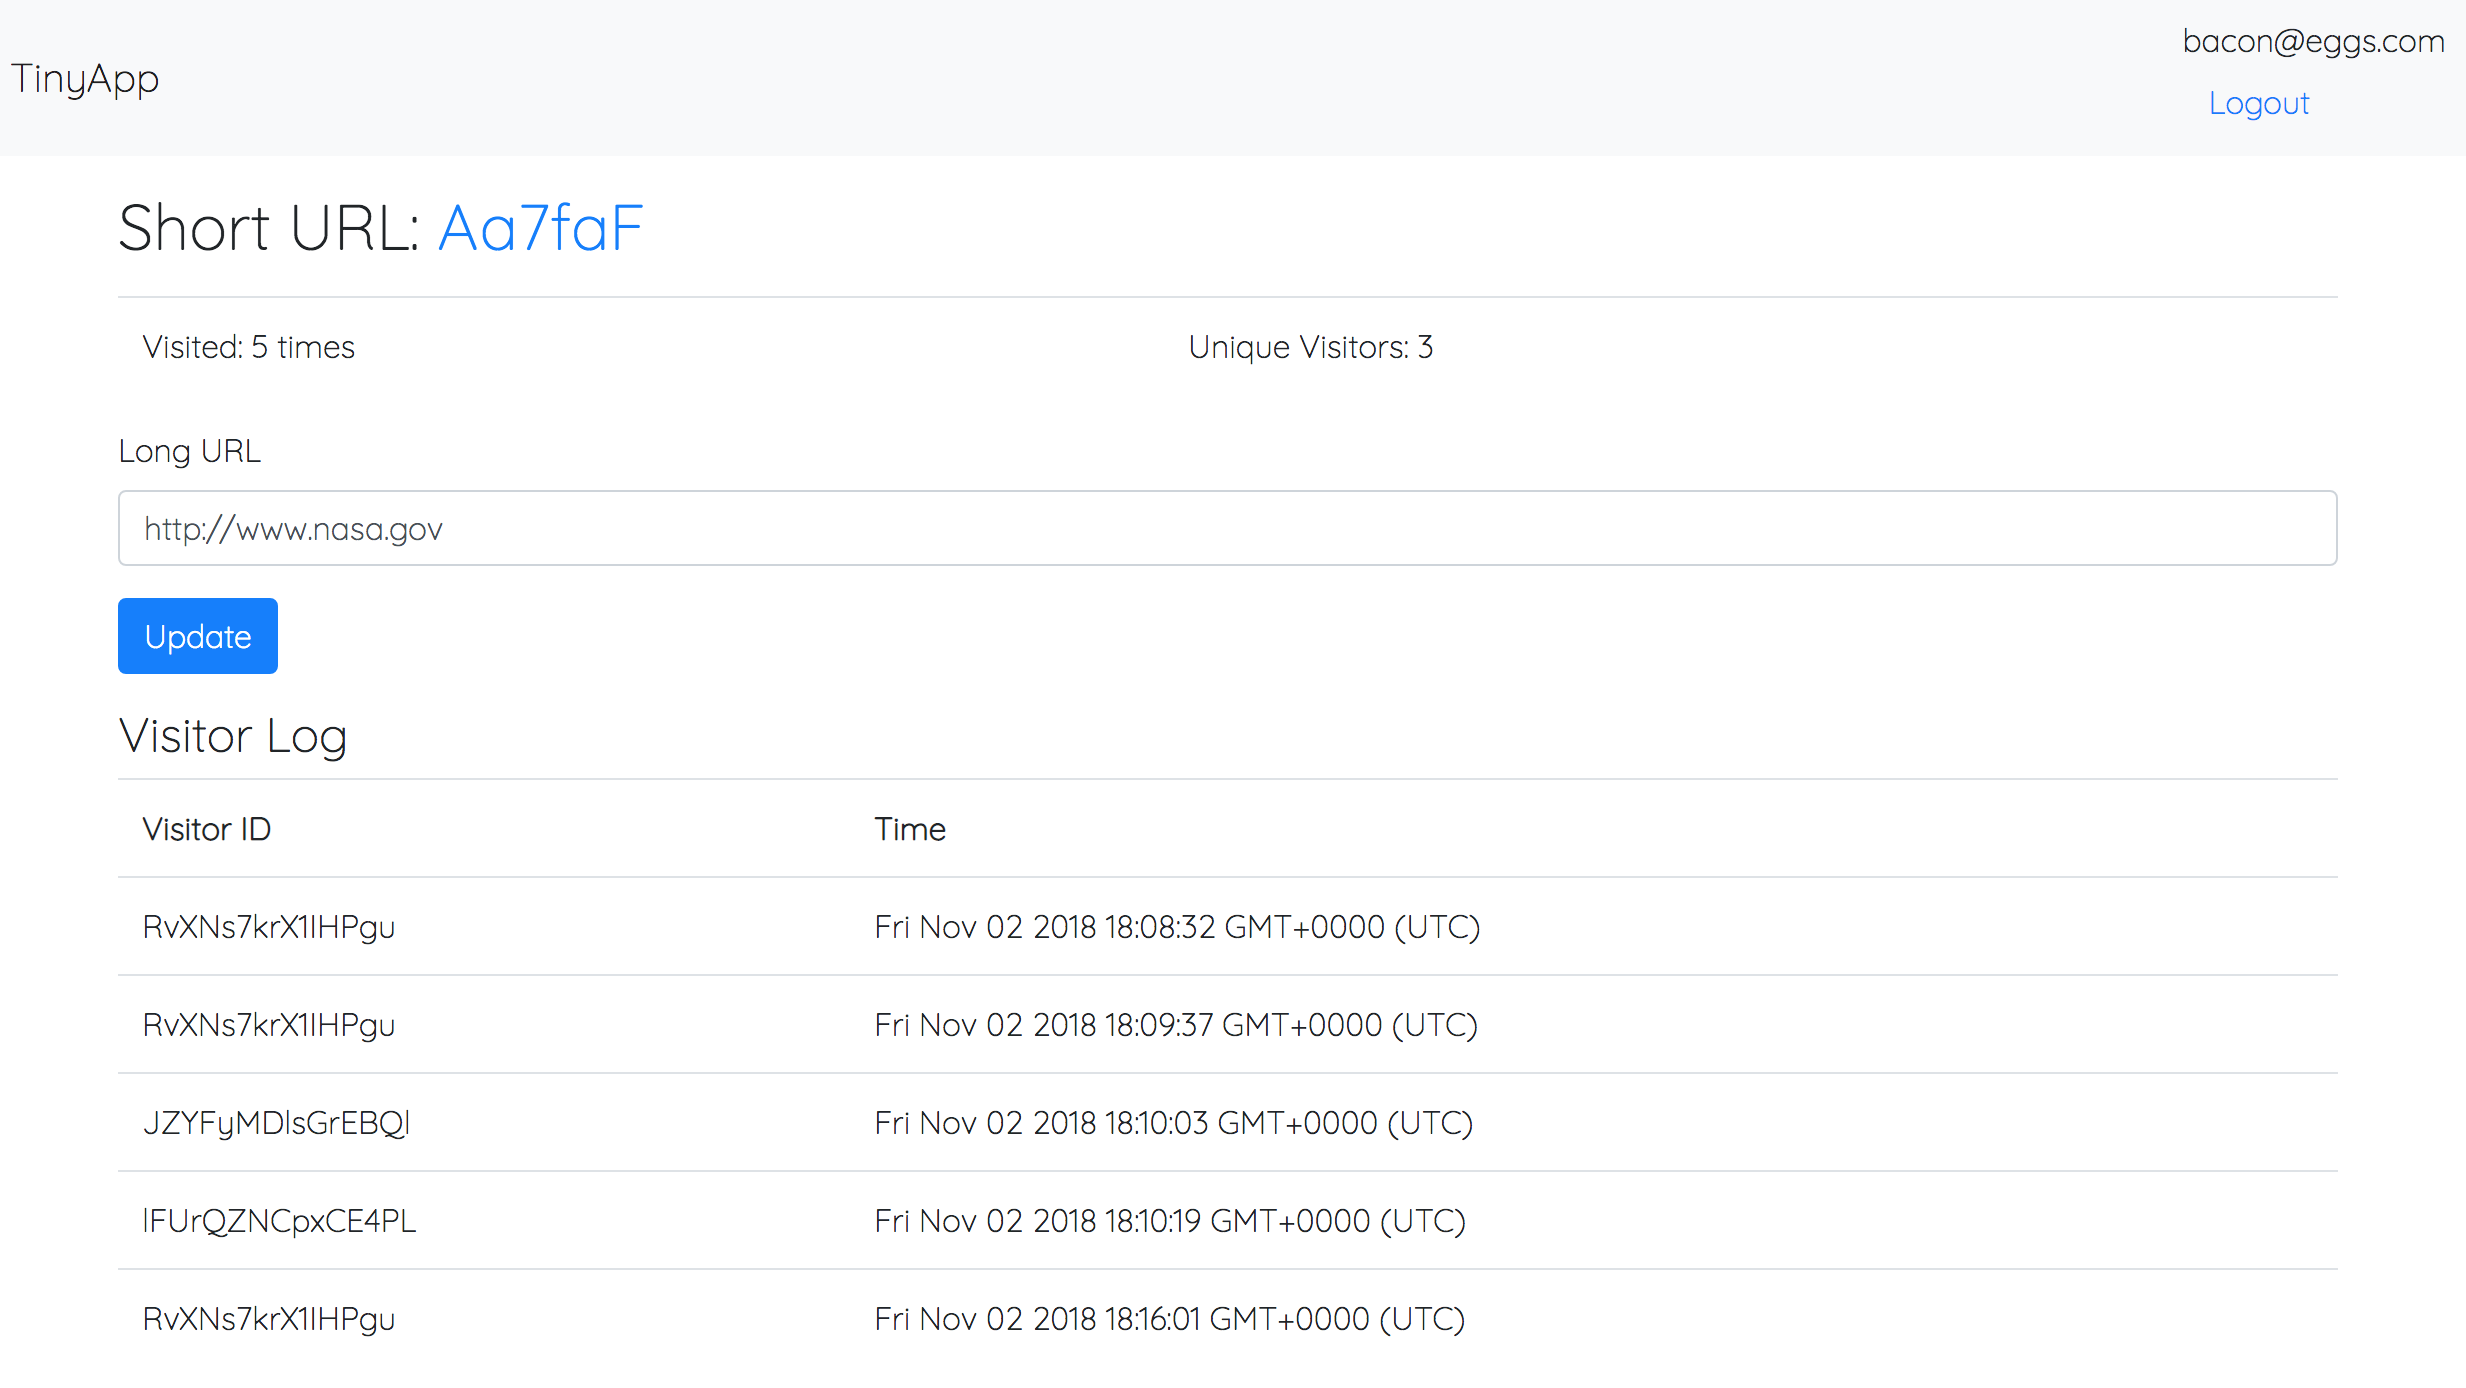 TinyApp
bacon@eggs.com
Logout
Short URL: Aa7faF
Visited: 5 times
Unique Visitors: 3
Long URL
http://www.nasa.gov
Update
Visitor Log
Visitor ID
Time
RvXNs7krX1IHPgu
Fri Nov 02 2018 18:08:32 GMT+0000 (UTC)
RvXNs7krX1IHPgu
Fri Nov 02 2018 18:09:37 GMT+0000 (UTC)
JZYFyMDlsGrEBQl
Fri Nov 02 2018 18:10:03 GMT+0000 (UTC)
lFUrQZNCpxCE4PL
Fri Nov 02 2018 18:10:19 GMT+0000 (UTC)
RvXNs7krX1IHPgu
Fri Nov 02 2018 18:16:01 GMT+0000 (UTC)